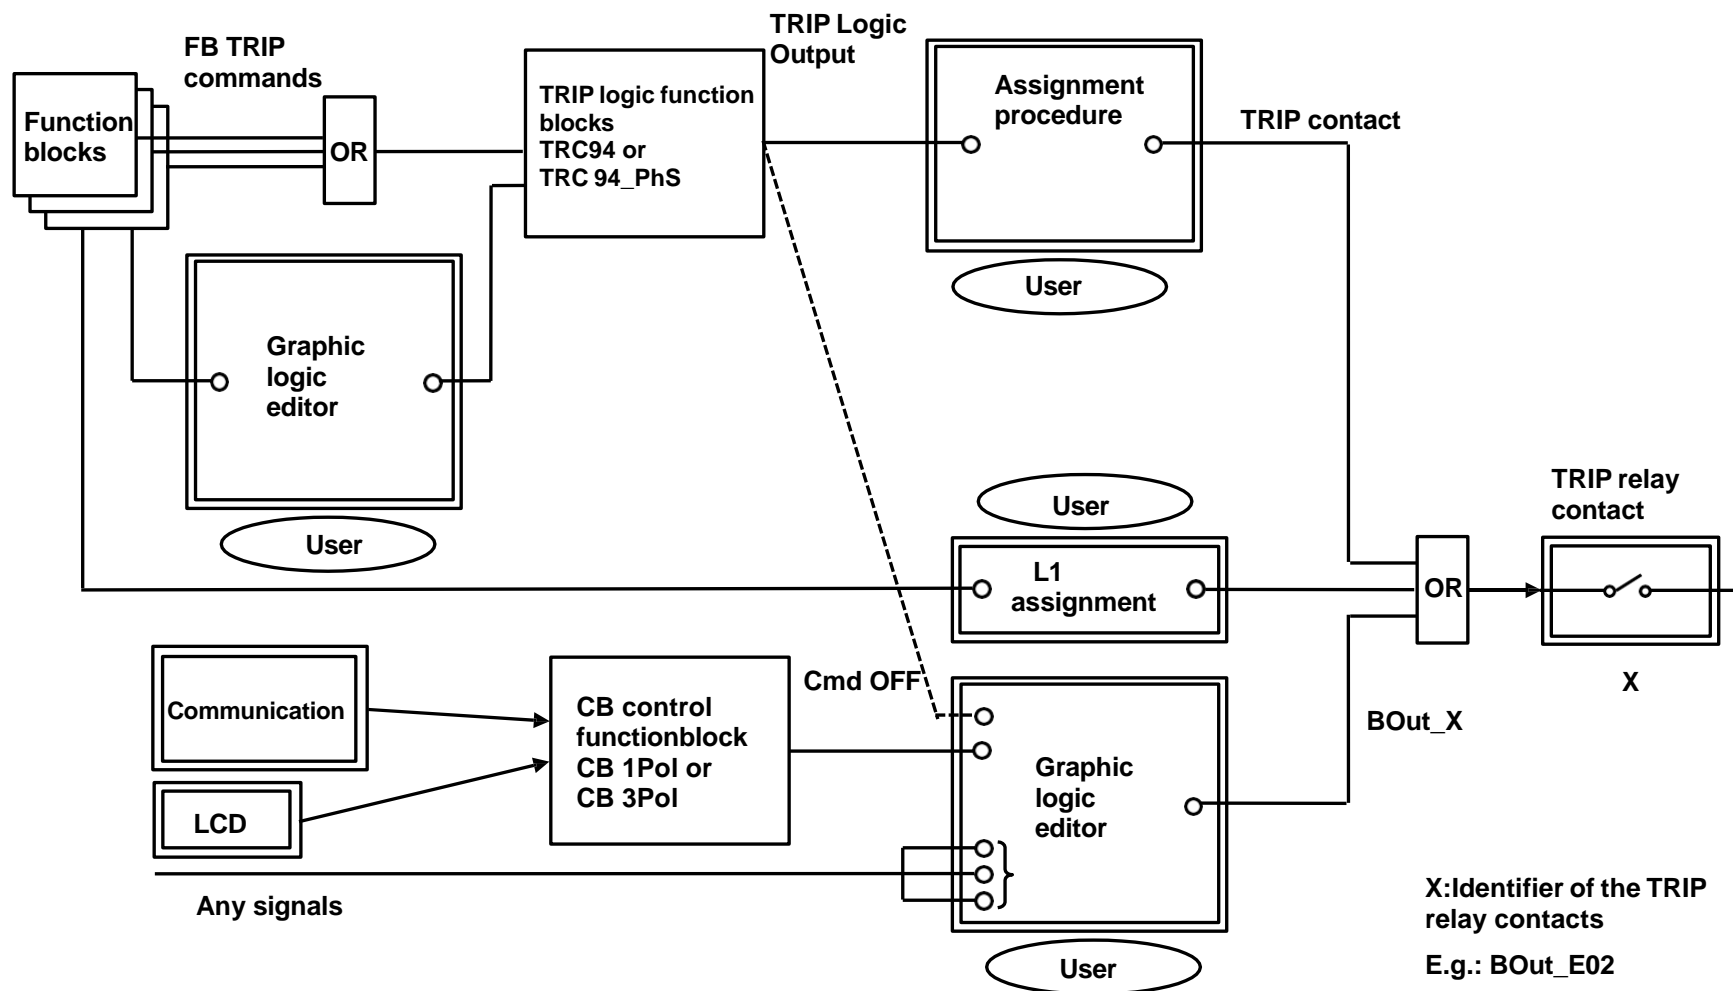 FB TRIP
commands
TRIP Logic
Output
Function
blocks
OR
TRIP logic function
blocks
TRC94 or
TRC 94_PhS
Assignment
procedure
TRIP contact
User
Graphic
logic
editor
User
User
L1
assignment
OR
TRIP relay
contact
X
Communication
LCD
CB control
functionblock
CB 1Pol or
CB 3Pol
Cmd OFF
Graphic
logic
editor
BOut_X
Any signals
User
X:Identifier of the TRIP
relay contacts
E.g.: BOut_E02